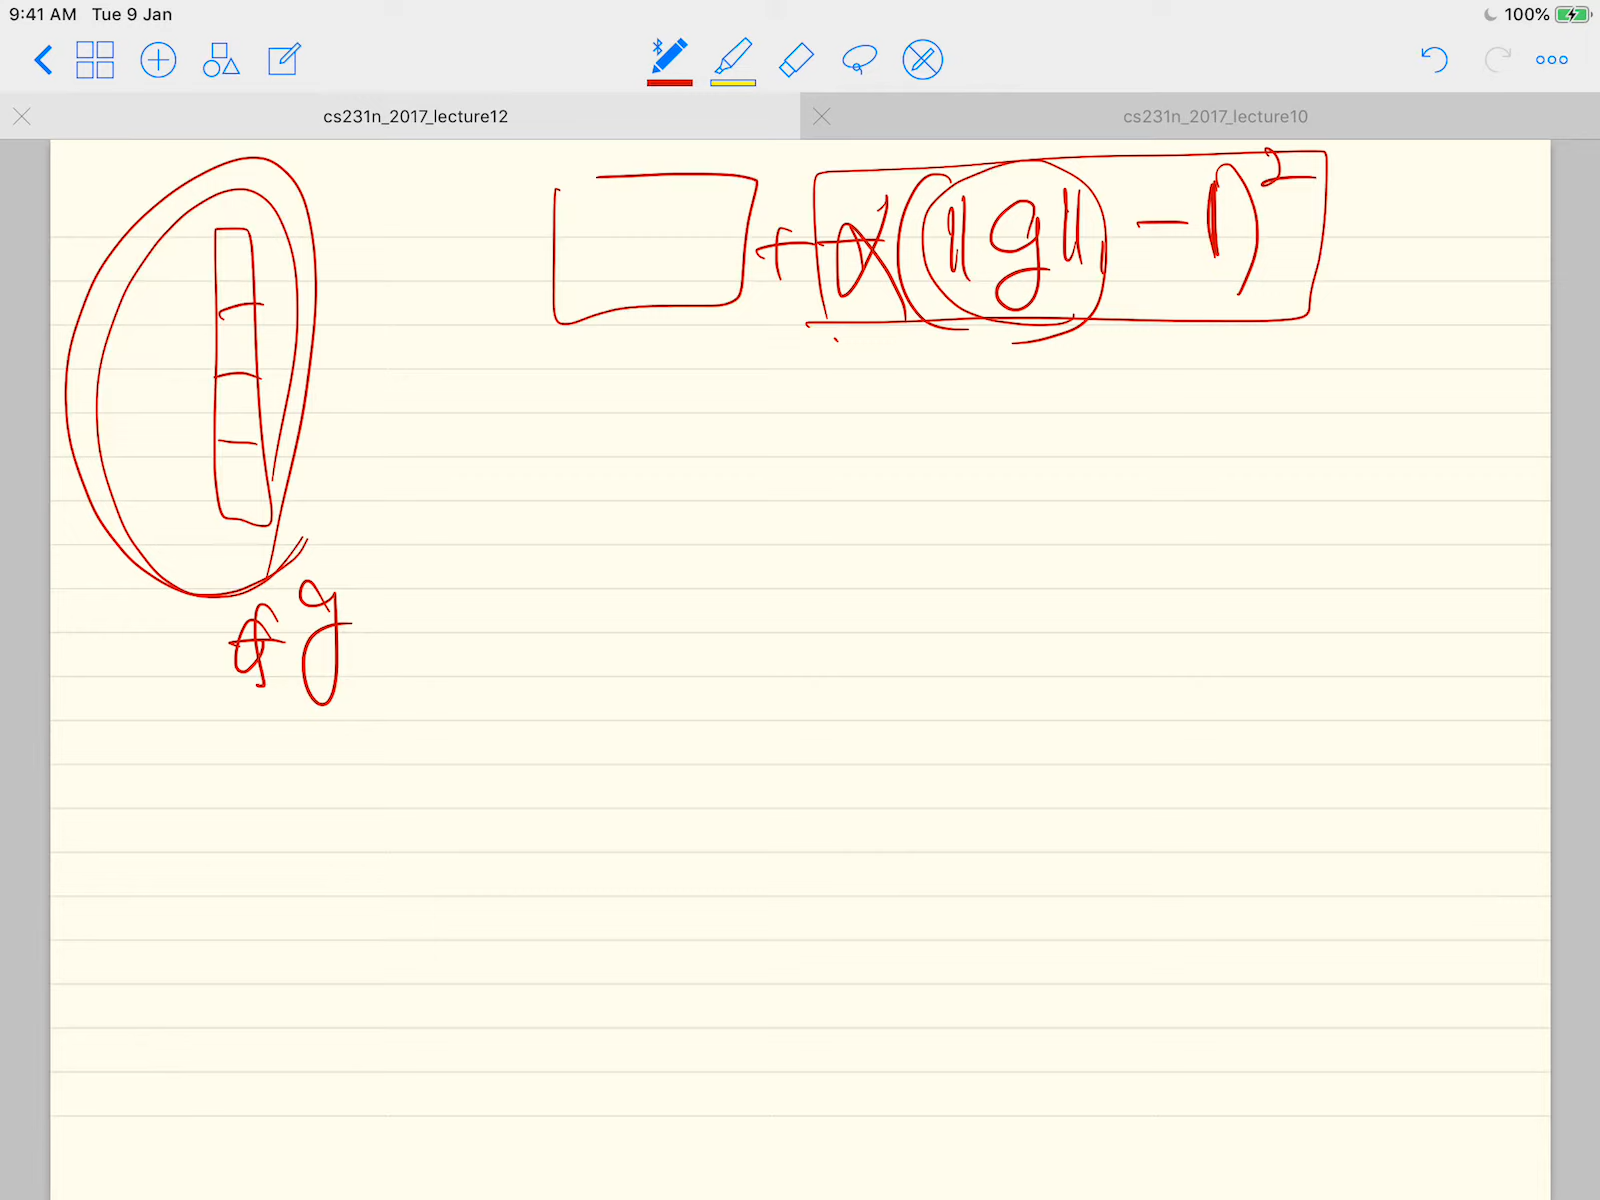 9:41 AM Tue 9 Jan 100%
cs231n_2017_lecture12 cs231n_2017_lecture10
+ α(||g|| - 1)²
g